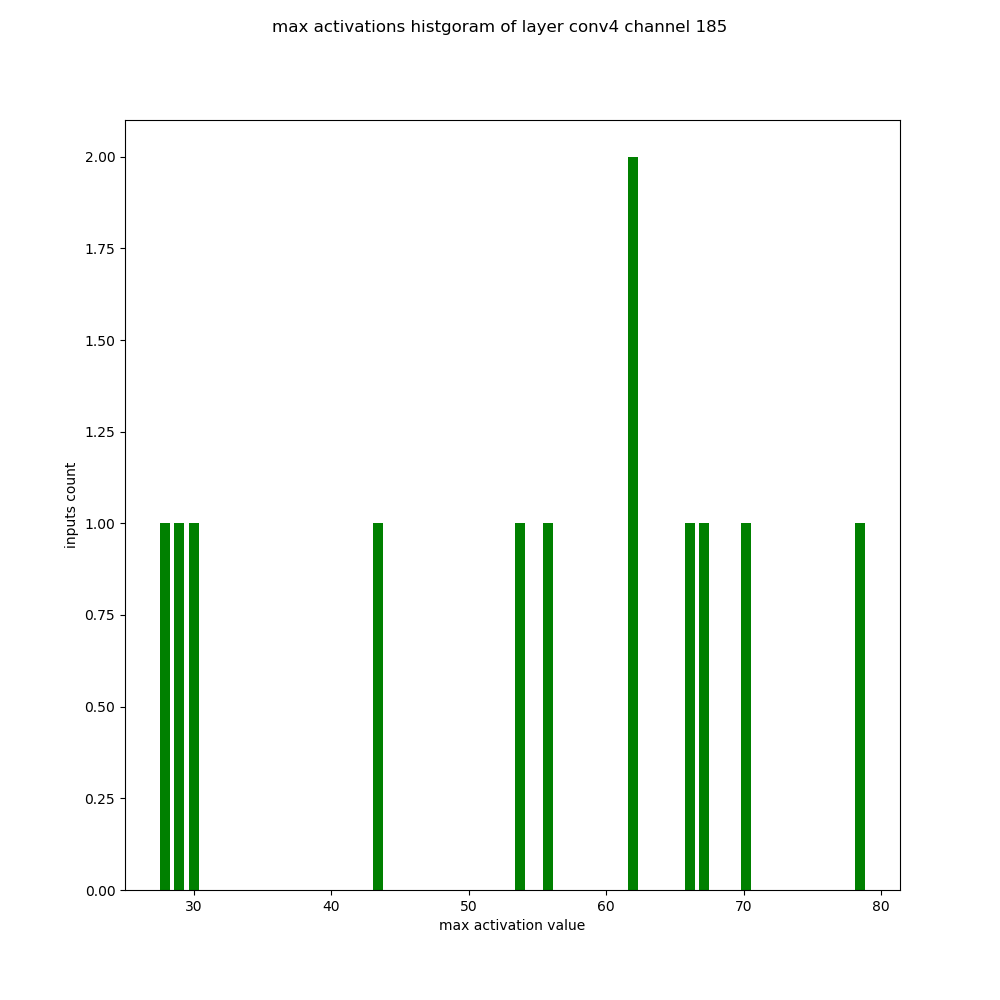 max activations histgoram of layer conv4 channel 185
2.00
1.75
1.50
1.25
1.00
0.75
0.50
0.25
0.00
inputs count
30 40 50 60 70 80
max activation value